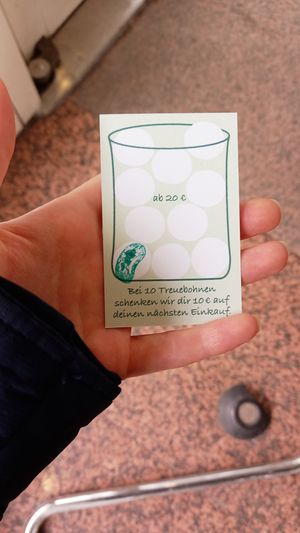 ab 20 €
Bei 10 Treuebohnen
schenken wir dir 10 € auf
deinen nächsten Einkauf.